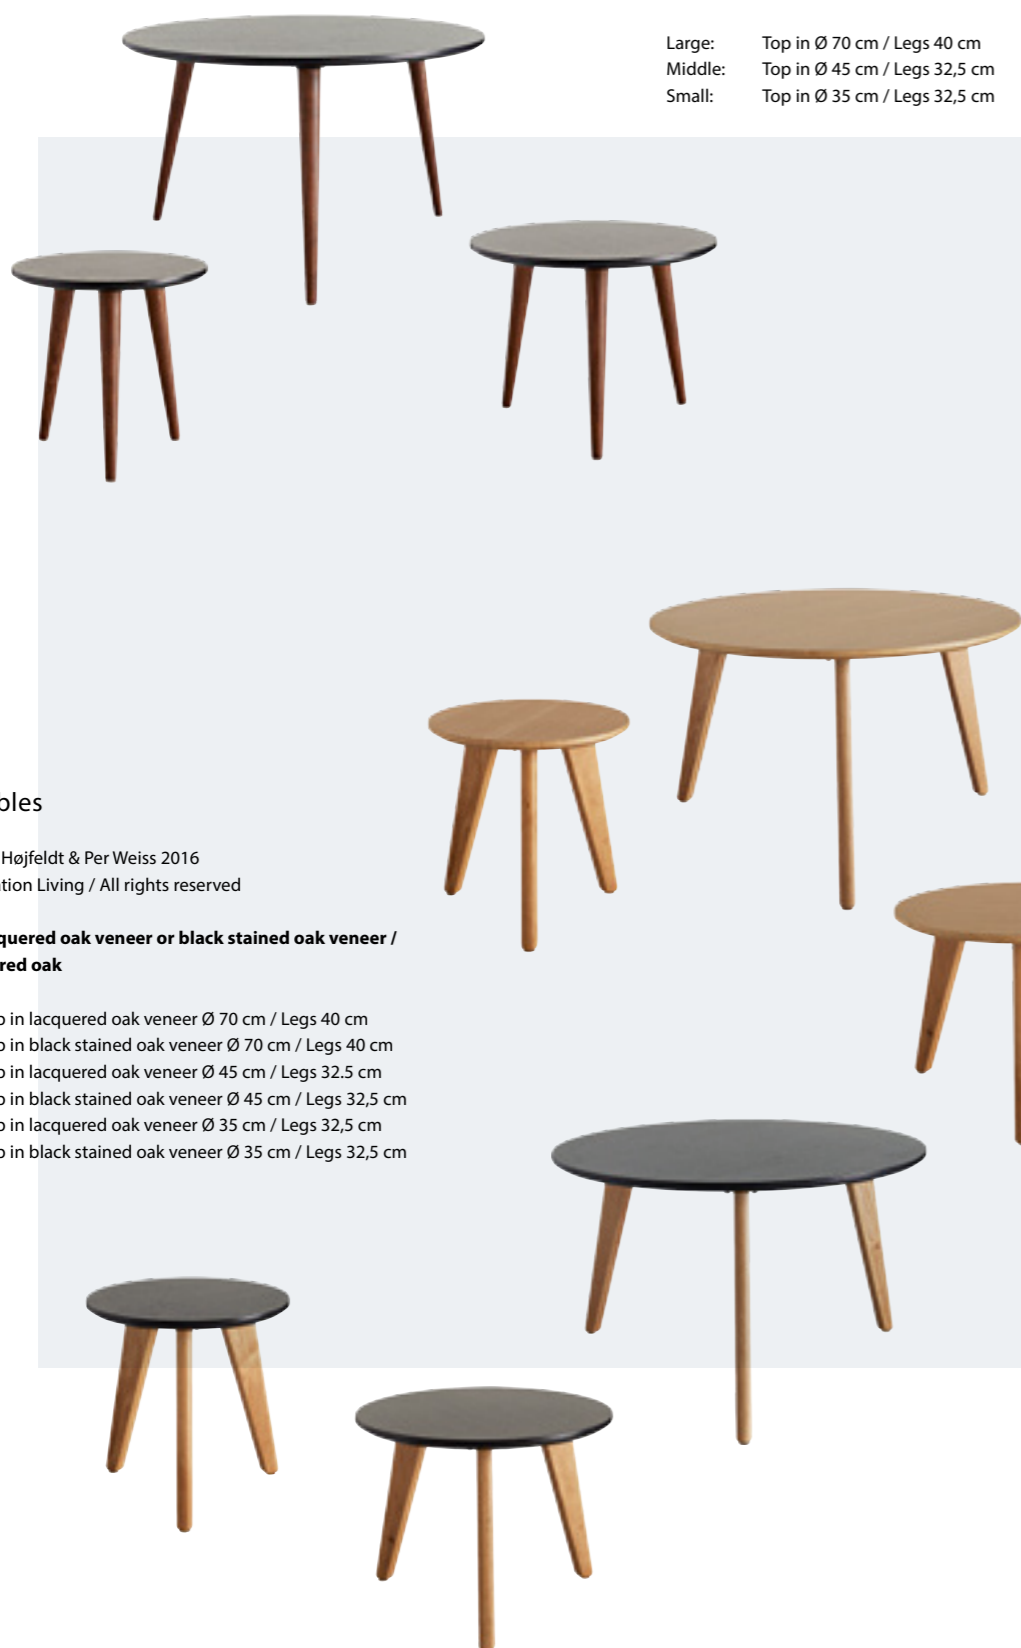 Large: Top in Ø 70 cm / Legs 40 cm
Middle: Top in Ø 45 cm / Legs 32,5 cm
Small: Top in Ø 35 cm / Legs 32,5 cm
Højfeldt & Per Weiss 2016
Living / All rights reserved
oak veneer or black stained oak veneer /
oak
in lacquered oak veneer Ø 70 cm / Legs 40 cm
in black stained oak veneer Ø 70 cm / Legs 40 cm
in lacquered oak veneer Ø 45 cm / Legs 32.5 cm
in black stained oak veneer Ø 45 cm / Legs 32,5 cm
in lacquered oak veneer Ø 35 cm / Legs 32,5 cm
in black stained oak veneer Ø 35 cm / Legs 32,5 cm